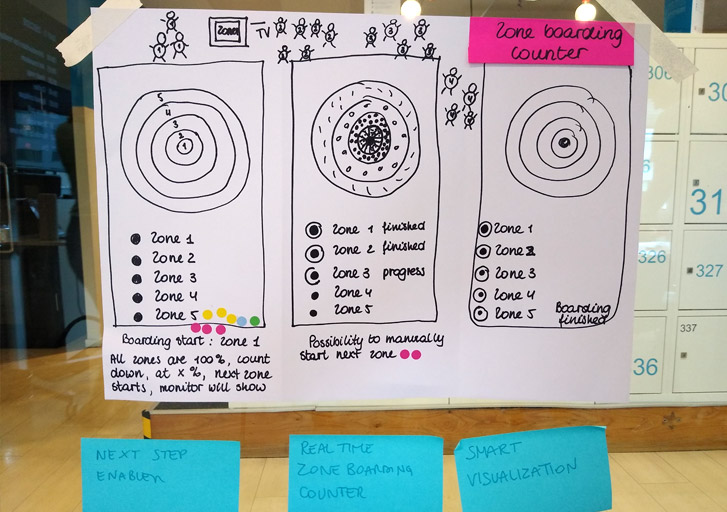 Zone boarding
counter
ZONES
TV
5
4
3
2
1
Zone 1
Zone 2
Zone 3
Zone 4
Zone 5
Boarding start: Zone 1
All zones are 100%, count
down, at x %, next zone
starts, monitor will show
Zone 1 finished
Zone 2 finished
Zone 3 progress
Zone 4
Zone 5
Possibility to manually
start next zone
Zone 1
Zone 2
Zone 3
Zone 4
Zone 5
Boarding
finished
NEXT STEP
ENABLER
REAL TIME
ZONE BOARDING
COUNTER
SMART
VISUALIZATION
306
30
31
326
327
36
337